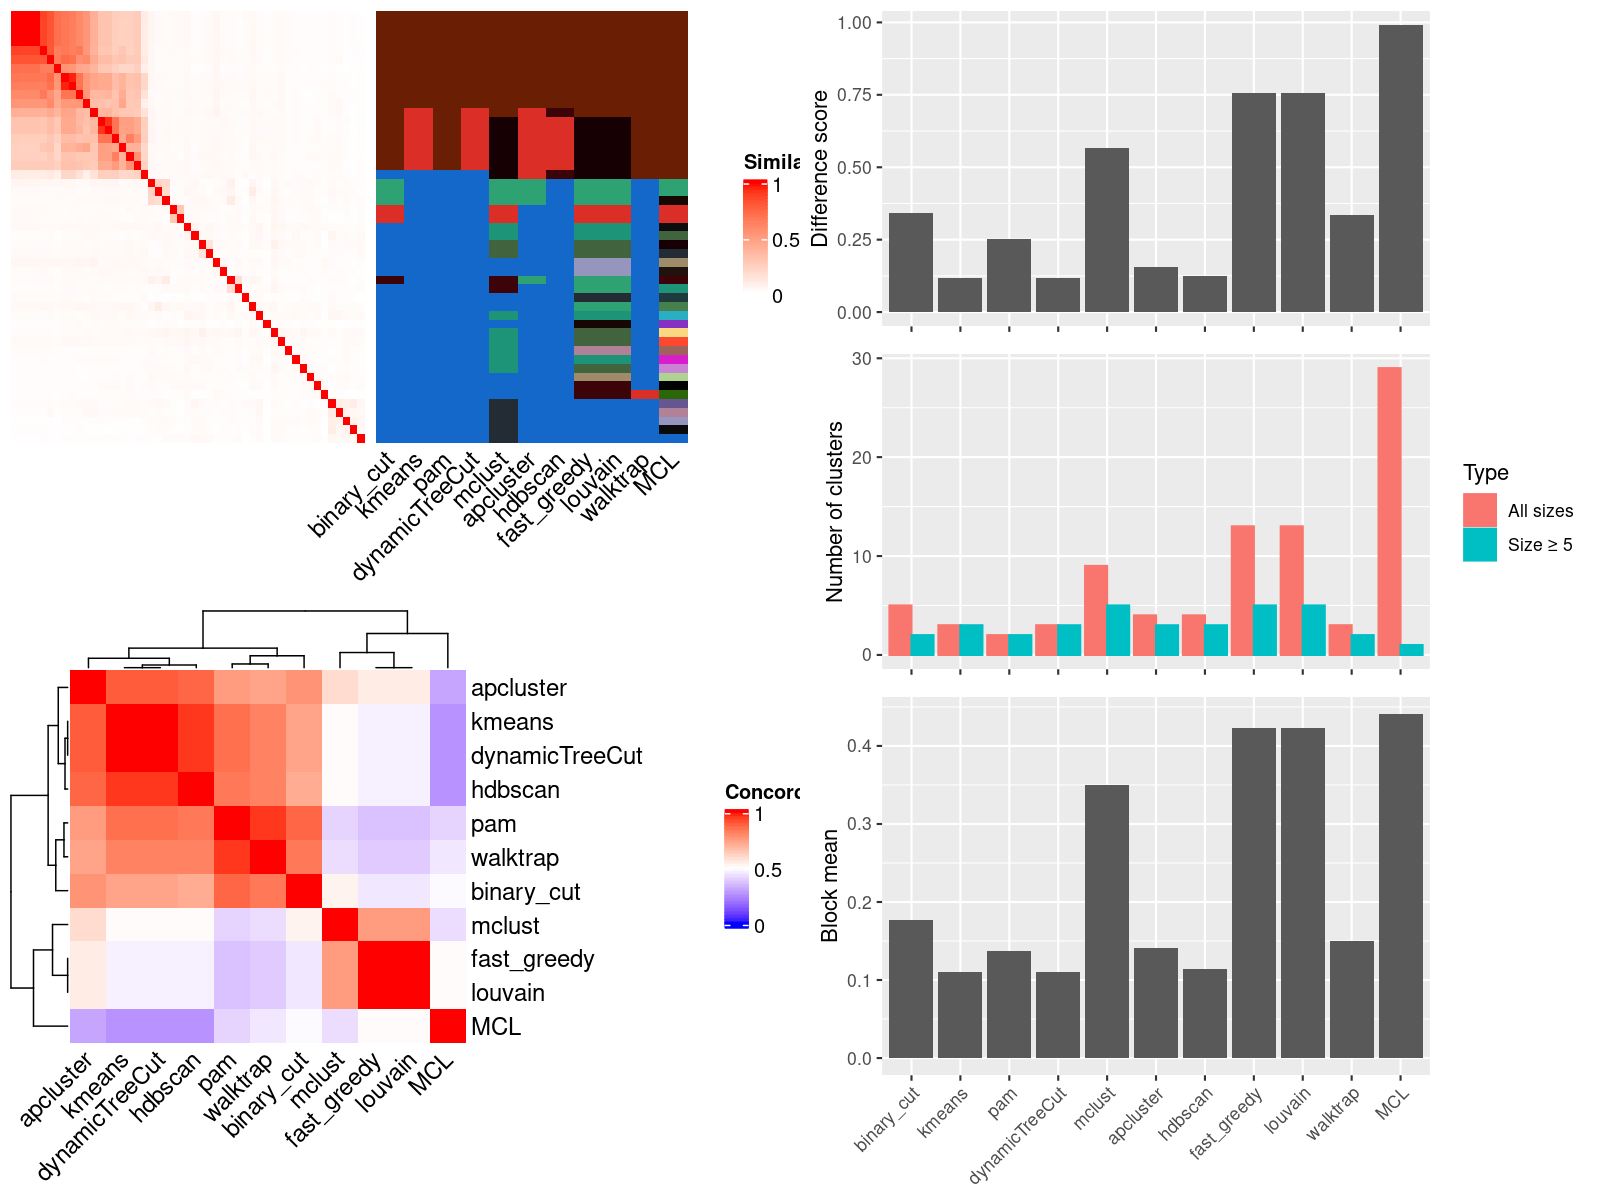 Simila
1
0.5
0
binary_cut
kmeans
pam
dynamicTreeCut
mclust
apcluster
hdbscan
fast_greedy
louvain
walktrap
MCL
apcluster
kmeans
dynamicTreeCut
hdbscan
pam
walktrap
binary_cut
mclust
fast_greedy
louvain
MCL
Concord
1
0.5
0
apcluster
kmeans
dynamicTreeCut
hdbscan
pam
walktrap
binary_cut
mclust
fast_greedy
louvain
MCL
Difference score
1.00
0.75
0.50
0.25
0.00
Number of clusters
30
20
10
0
Type
All sizes
Size ≥ 5
Block mean
0.4
0.3
0.2
0.1
0.0
binary_cut
kmeans
pam
dynamicTreeCut
mclust
apcluster
hdbscan
fast_greedy
louvain
walktrap
MCL